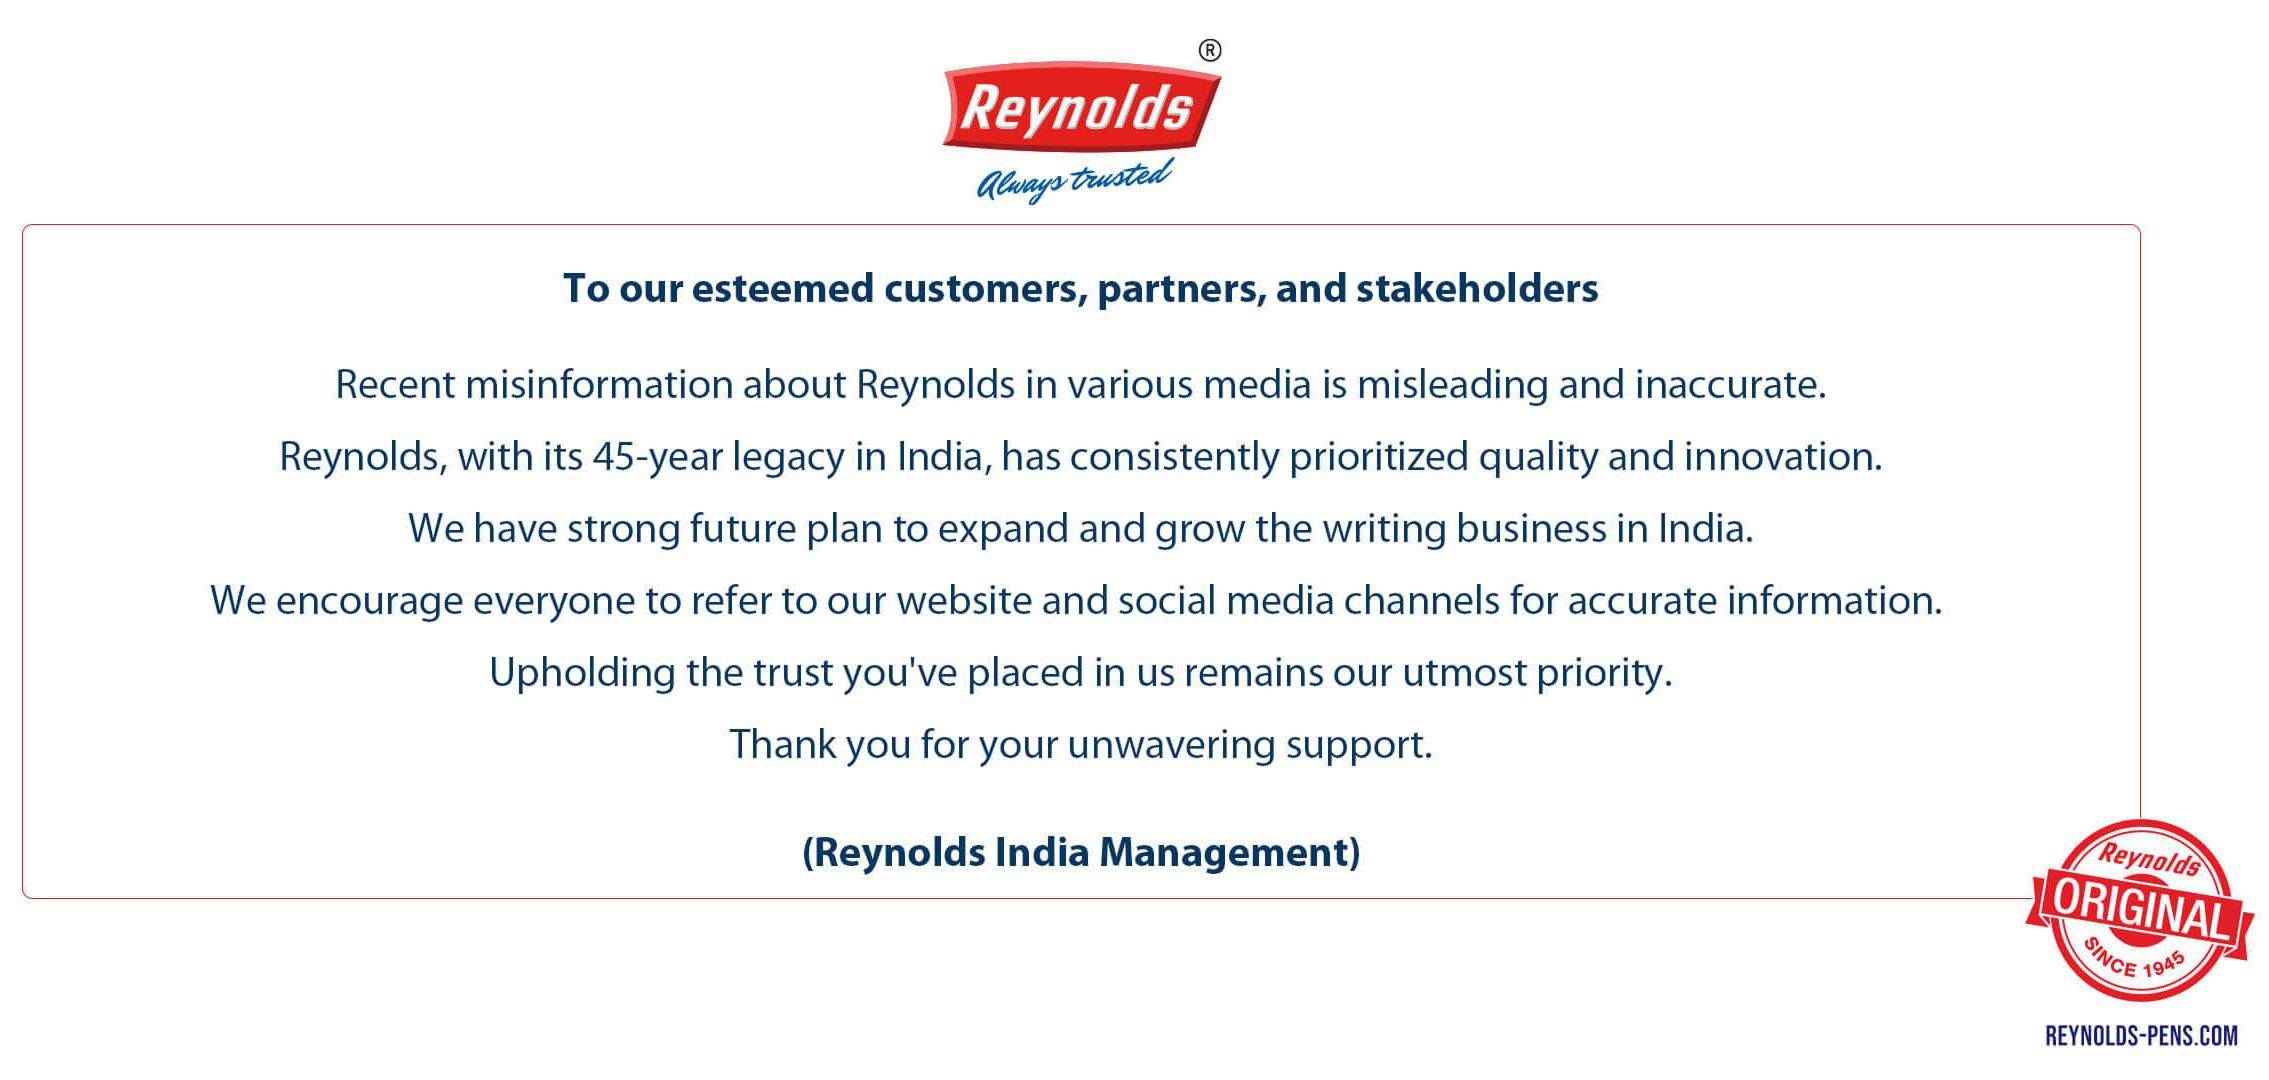 ®
Reynolds
Always trusted
To our esteemed customers, partners, and stakeholders
Recent misinformation about Reynolds in various media is misleading and inaccurate.
Reynolds, with its 45-year legacy in India, has consistently prioritized quality and innovation.
We have strong future plan to expand and grow the writing business in India.
We encourage everyone to refer to our website and social media channels for accurate information.
Upholding the trust you've placed in us remains our utmost priority.
Thank you for your unwavering support.
(Reynolds India Management)
Reynolds
ORIGINAL
SINCE 1945
REYNOLDS-PENS.COM